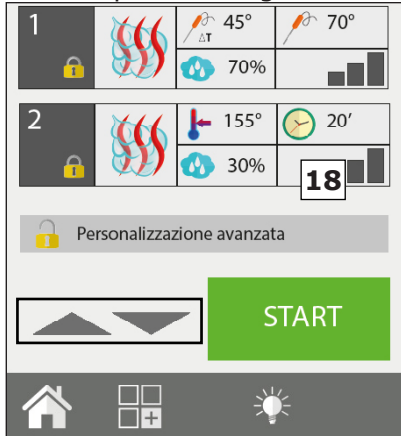 1 45° 70°
ΔT
70%
2 155° 20′
30%
18
Personalizzazione avanzata
START